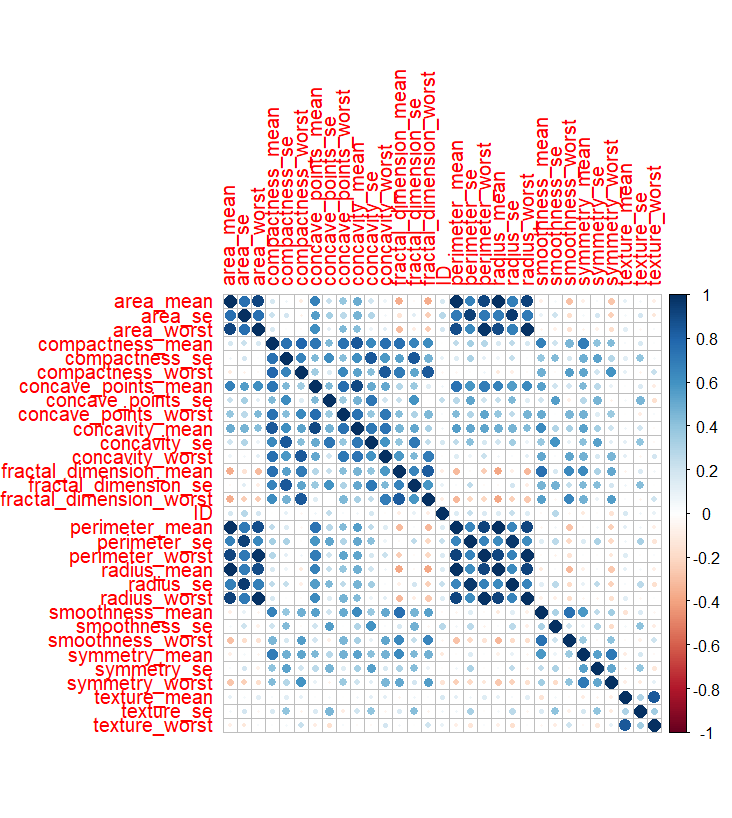 area_mean
area_se
area_worst
compactness_mean
compactness_se
compactness_worst
concave_points_mean
concave_points_se
concave_points_worst
concavity_mean
concavity_se
concavity_worst
fractal_dimension_mean
fractal_dimension_se
fractal_dimension_worst
ID
perimeter_mean
perimeter_se
perimeter_worst
radius_mean
radius_se
radius_worst
smoothness_mean
smoothness_se
smoothness_worst
symmetry_mean
symmetry_se
symmetry_worst
texture_mean
texture_se
texture_worst
area_mean
area_se
area_worst
compactness_mean
compactness_se
compactness_worst
concave_points_mean
concave_points_se
concave_points_worst
concavity_mean
concavity_se
concavity_worst
fractal_dimension_mean
fractal_dimension_se
fractal_dimension_worst
ID
perimeter_mean
perimeter_se
perimeter_worst
radius_mean
radius_se
radius_worst
smoothness_mean
smoothness_se
smoothness_worst
symmetry_mean
symmetry_se
symmetry_worst
texture_mean
texture_se
texture_worst
1
0.8
0.6
0.4
0.2
0
-0.2
-0.4
-0.6
-0.8
-1